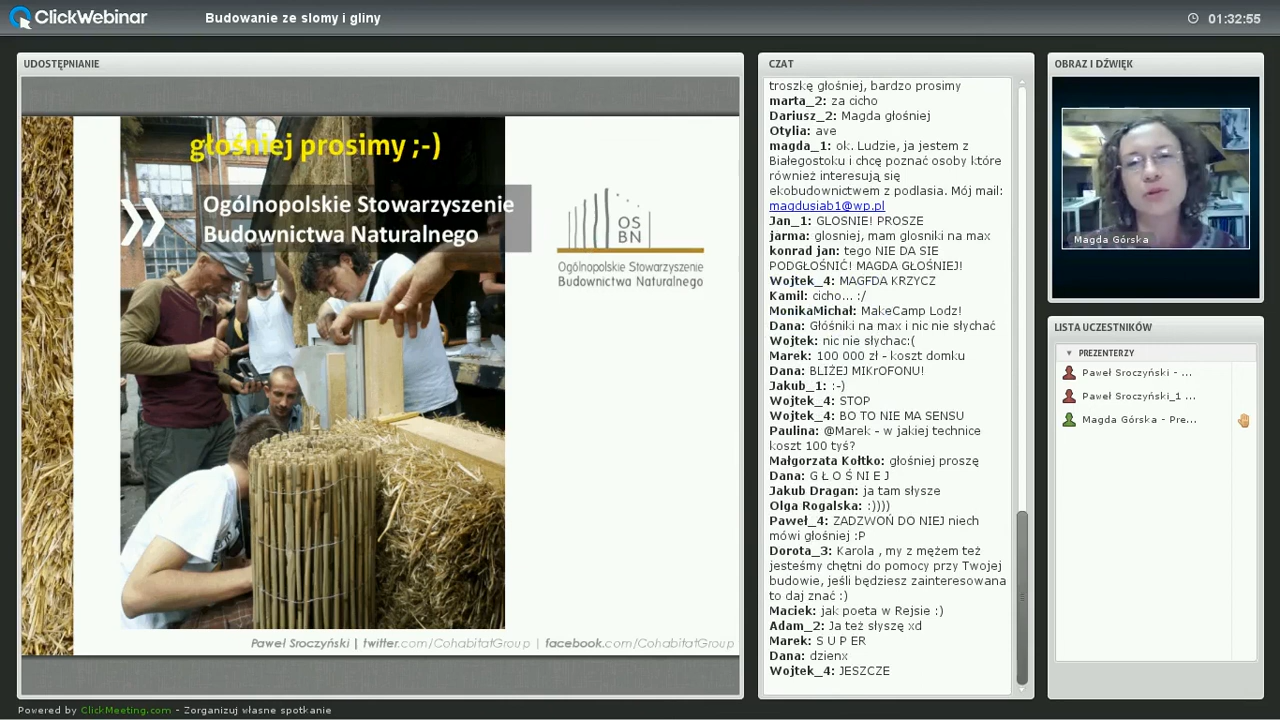 ClickWebinar
Budowanie ze slomy i gliny
01:32:55
UDOSTĘPNIANIE
głośniej prosimy ;-)
Ogólnopolskie Stowarzyszenie
Budownictwa Naturalnego
OS
BN
Ogólnopolskie Stowarzyszenie
Budownictwa Naturalnego
Paweł Sroczyński | twitter.com/CohabitatGroup | facebook.com/CohabitatGroup
CZAT
troszkę głośniej, bardzo prosimy
marta_2: za cicho
Dariusz_2: Magda głośniej
Otylia: ave
magda_1: ok. Ludzie, ja jestem z
Białegostoku i chcę poznać osoby które
również interesują się
ekobudownictwem z podlasia. Mój mail:
magdusiab1@wp.pl
Jan_1: GLOSNIE! PROSZE
jarma: glosniej, mam glosniki na max
konrad jan: tego NIE DA SIE
PODGŁOŚNIĆ! MAGDA GŁOŚNIEJ!
Wojtek_4: MAGFDA KRZYCZ
Kamil: cicho... :/
MonikaMichał: MakeCamp Lodz!
Dana: Głóśniki na max i nic nie słychać
Wojtek: nic nie słychac:(
Marek: 100 000 zł - koszt domku
Dana: BLIŻEJ MIKrOFONU!
Jakub_1: :-)
Wojtek_4: STOP
Wojtek_4: BO TO NIE MA SENSU
Paulina: @Marek - w jakiej technice
koszt 100 tyś?
Małgorzata Kołtko: głośniej proszę
Dana: G Ł O Ś NI E J
Jakub Dragan: ja tam słysze
Olga Rogalska: :))))
Paweł_4: ZADZWOŃ DO NIEJ niech
mówi głośniej :P
Dorota_3: Karola , my z mężem też
jesteśmy chętni do pomocy przy Twojej
budowie, jeśli będziesz zainteresowana
to daj znać :)
Maciek: jak poeta w Rejsie :)
Adam_2: Ja też słyszę xd
Marek: S U P ER
Dana: dzienx
Wojtek_4: JESZCZE
OBRAZ I DŹWIĘK
Magda Górska
LISTA UCZESTNIKÓW
PREZENTERZY
Paweł Sroczyński - ...
Paweł Sroczyński_1 ...
Magda Górska - Pre...
Powered by ClickMeeting.com - Zorganizuj własne spotkanie